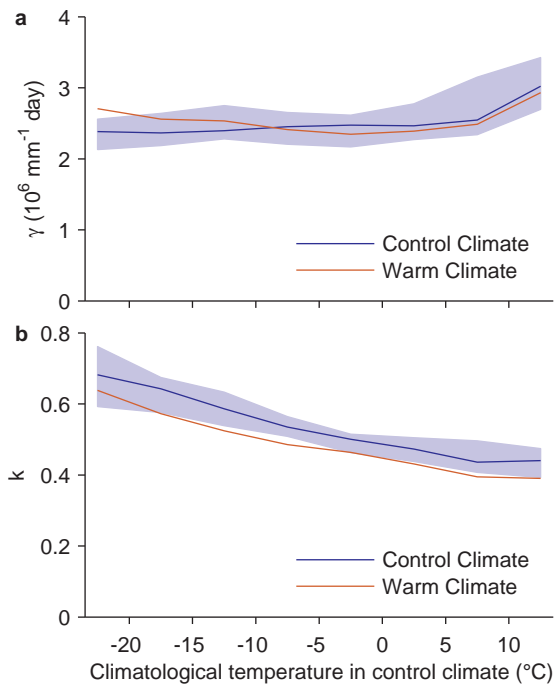 a
4
3
2
1
0
γ (10⁶ mm⁻¹ day)
Control Climate
Warm Climate
b
0.8
0.6
0.4
0.2
0
k
Control Climate
Warm Climate
-20 -15 -10 -5 0 5 10
Climatological temperature in control climate (°C)